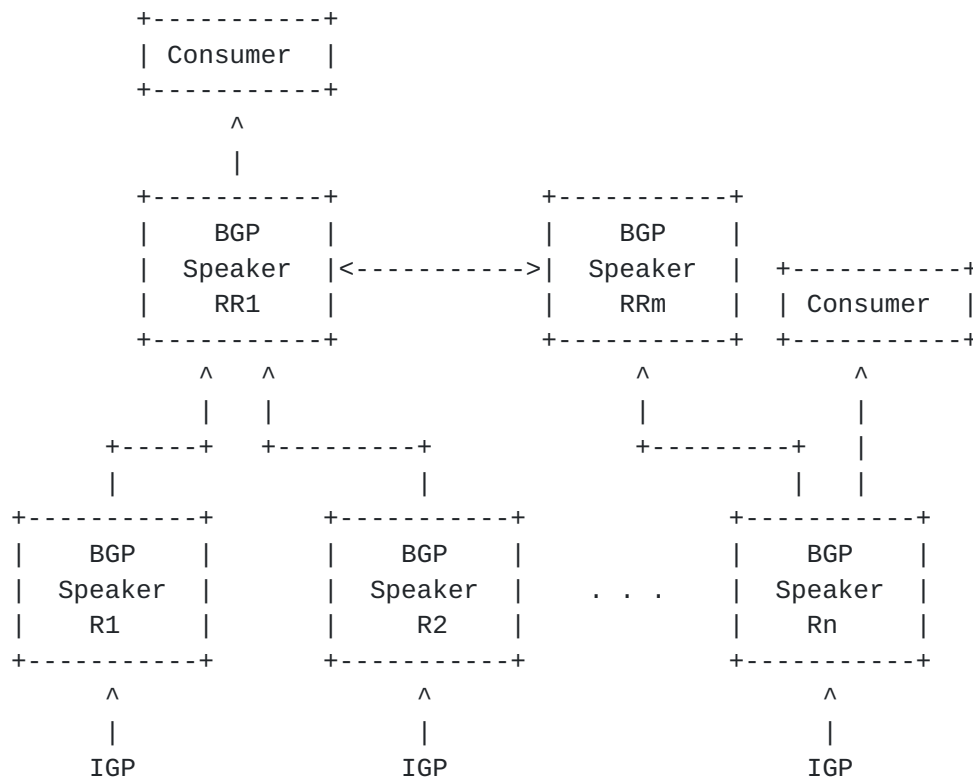 Consumer
BGP BGP
Speaker Speaker
RR1 RRm Consumer
BGP BGP BGP
Speaker Speaker . . . Speaker
R1 R2 Rn
IGP IGP IGP